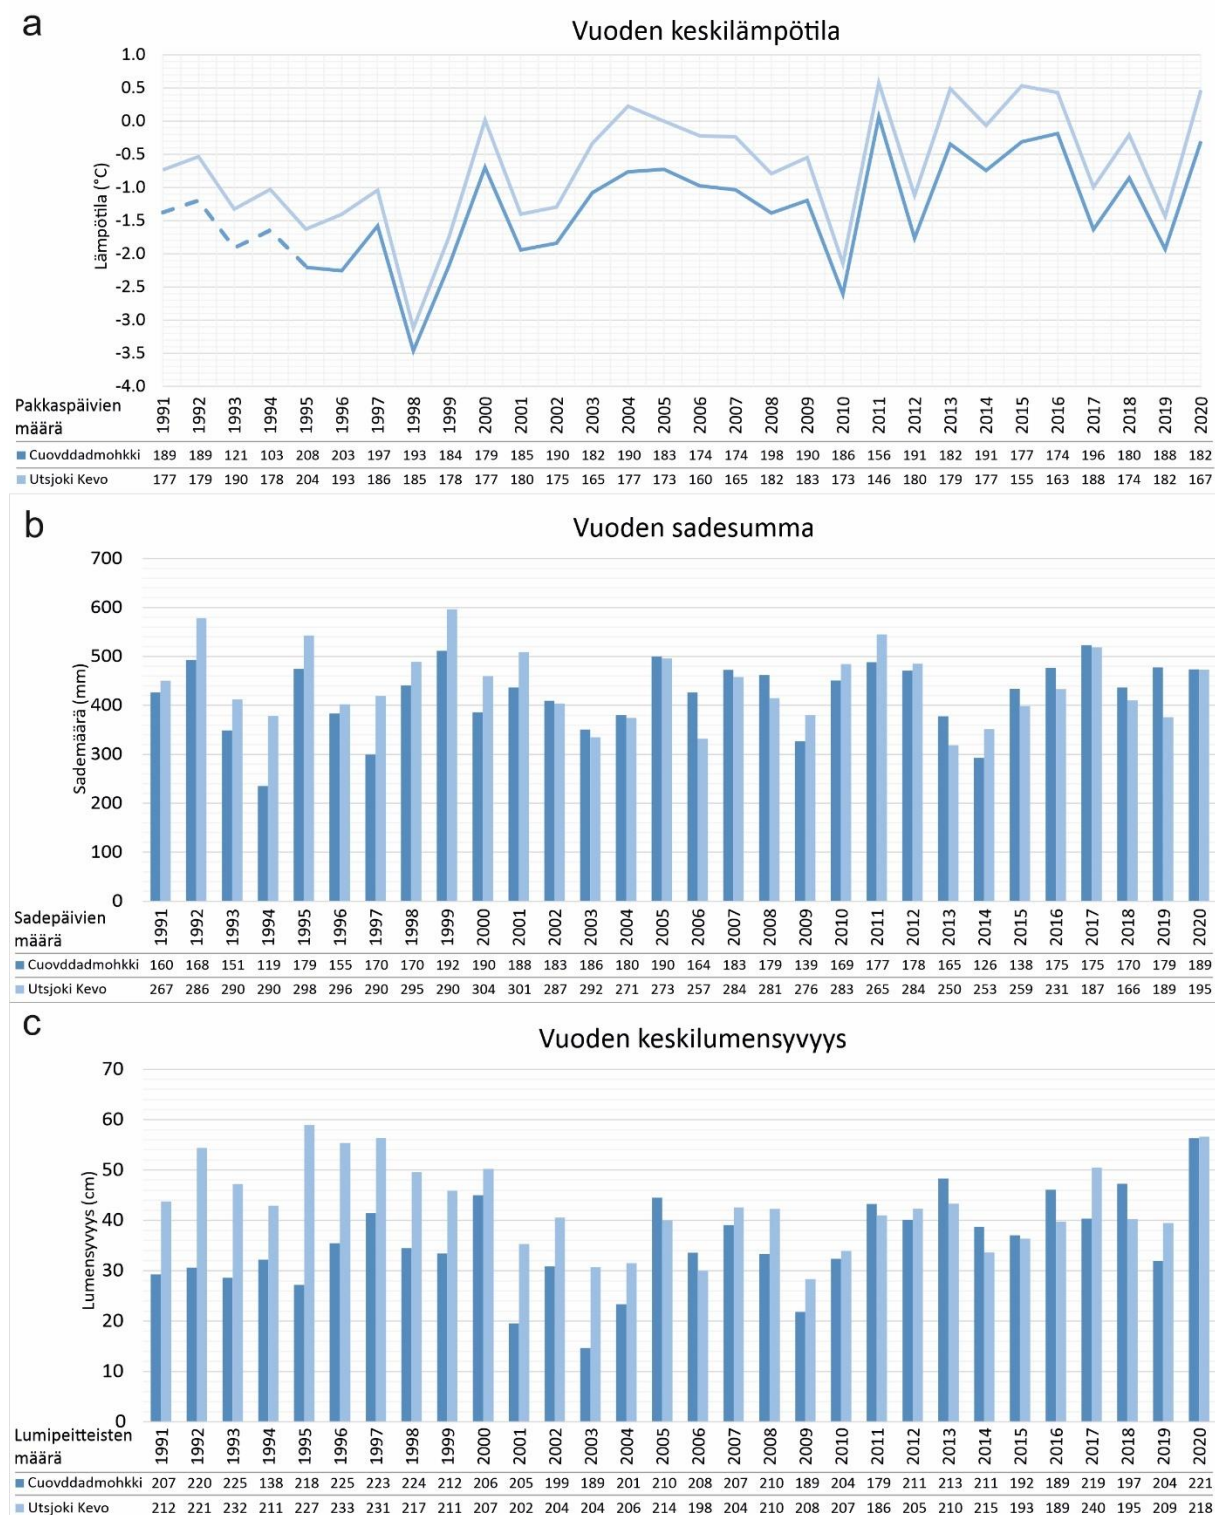 a
Vuoden keskilämpötila
1.0
0.5
0.0
-0.5
-1.0
-1.5
-2.0
-2.5
-3.0
-3.5
-4.0
Lämpötila (°C)
Pakkaspäivien
määrä
1991 1992 1993 1994 1995 1996 1997 1998 1999 2000 2001 2002 2003 2004 2005 2006 2007 2008 2009 2010 2011 2012 2013 2014 2015 2016 2017 2018 2019 2020
Cuovddadmohkki 189 189 121 103 208 203 197 193 184 179 185 190 182 190 183 174 174 198 190 186 156 191 182 191 177 174 196 180 188 182
Utsjoki Kevo 177 179 190 178 204 193 186 185 178 177 180 175 165 177 173 160 165 182 183 173 146 180 179 177 155 163 188 174 182 167
b
Vuoden sadesumma
700
600
500
400
300
200
100
0
Sademäärä (mm)
Sadepäivien
määrä
1991 1992 1993 1994 1995 1996 1997 1998 1999 2000 2001 2002 2003 2004 2005 2006 2007 2008 2009 2010 2011 2012 2013 2014 2015 2016 2017 2018 2019 2020
Cuovddadmohkki 160 168 151 119 179 155 170 170 192 190 188 183 186 180 190 164 183 179 139 169 177 178 165 126 138 175 175 170 179 189
Utsjoki Kevo 267 286 290 290 298 296 290 295 290 304 301 287 292 271 273 257 284 281 276 283 265 284 250 253 259 231 187 166 189 195
c
Vuoden keskilumensyvyys
70
60
50
40
30
20
10
0
Lumensyvyys (cm)
Lumipeitteisten
määrä
1991 1992 1993 1994 1995 1996 1997 1998 1999 2000 2001 2002 2003 2004 2005 2006 2007 2008 2009 2010 2011 2012 2013 2014 2015 2016 2017 2018 2019 2020
Cuovddadmohkki 207 220 225 138 218 225 223 224 212 206 205 199 189 201 210 208 207 210 189 204 179 211 213 211 192 189 219 197 204 221
Utsjoki Kevo 212 221 232 211 227 233 231 217 211 207 202 204 204 206 214 198 204 210 208 207 186 205 210 215 193 189 240 195 209 218